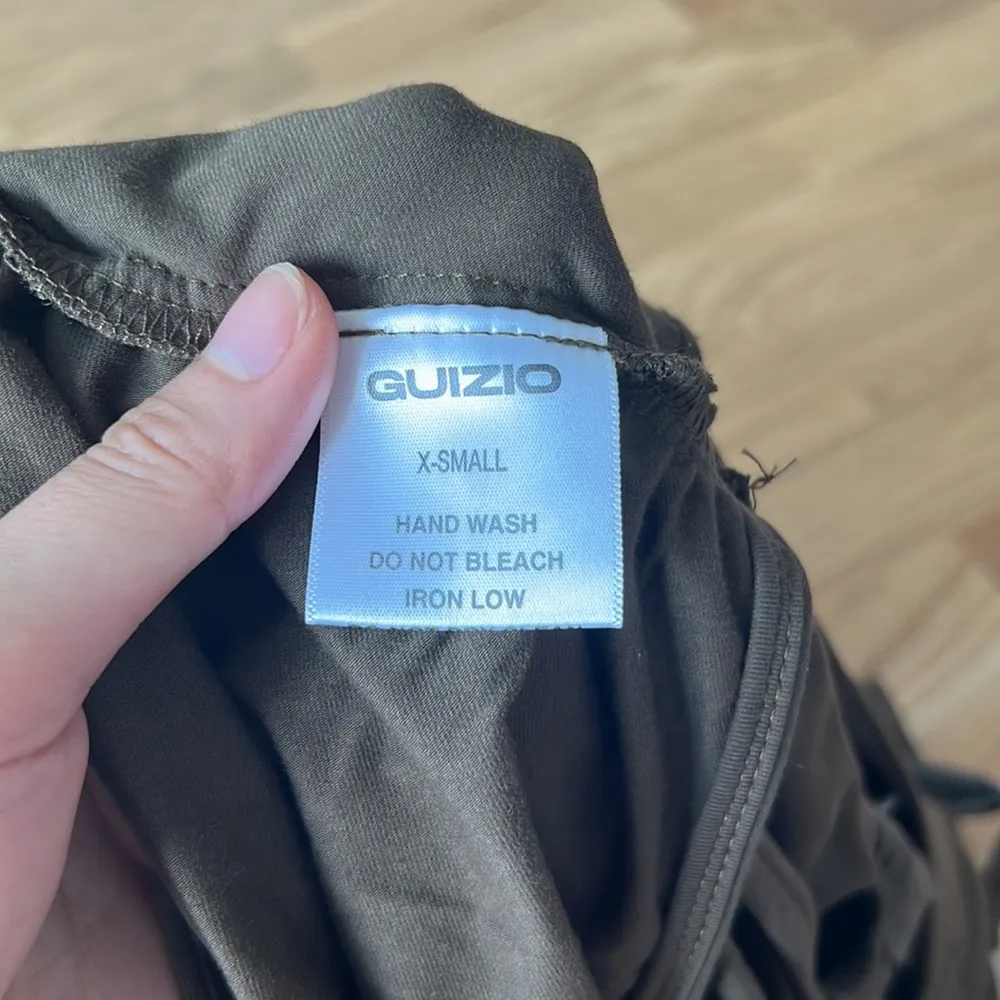 GUIZIO
X-SMALL
HAND WASH
DO NOT BLEACH
IRON LOW